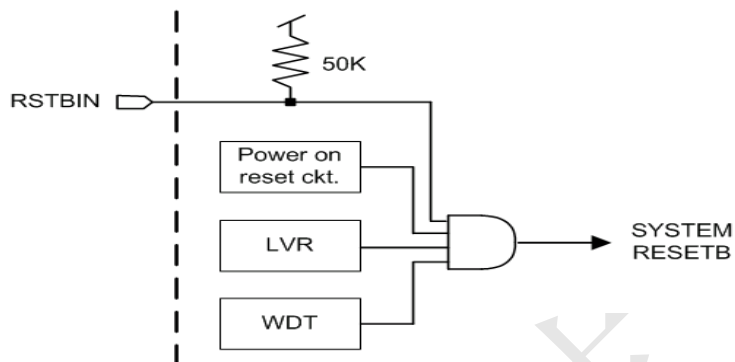 50K
RSTBIN
Power on
reset ckt.
LVR
WDT
SYSTEM
RESETB